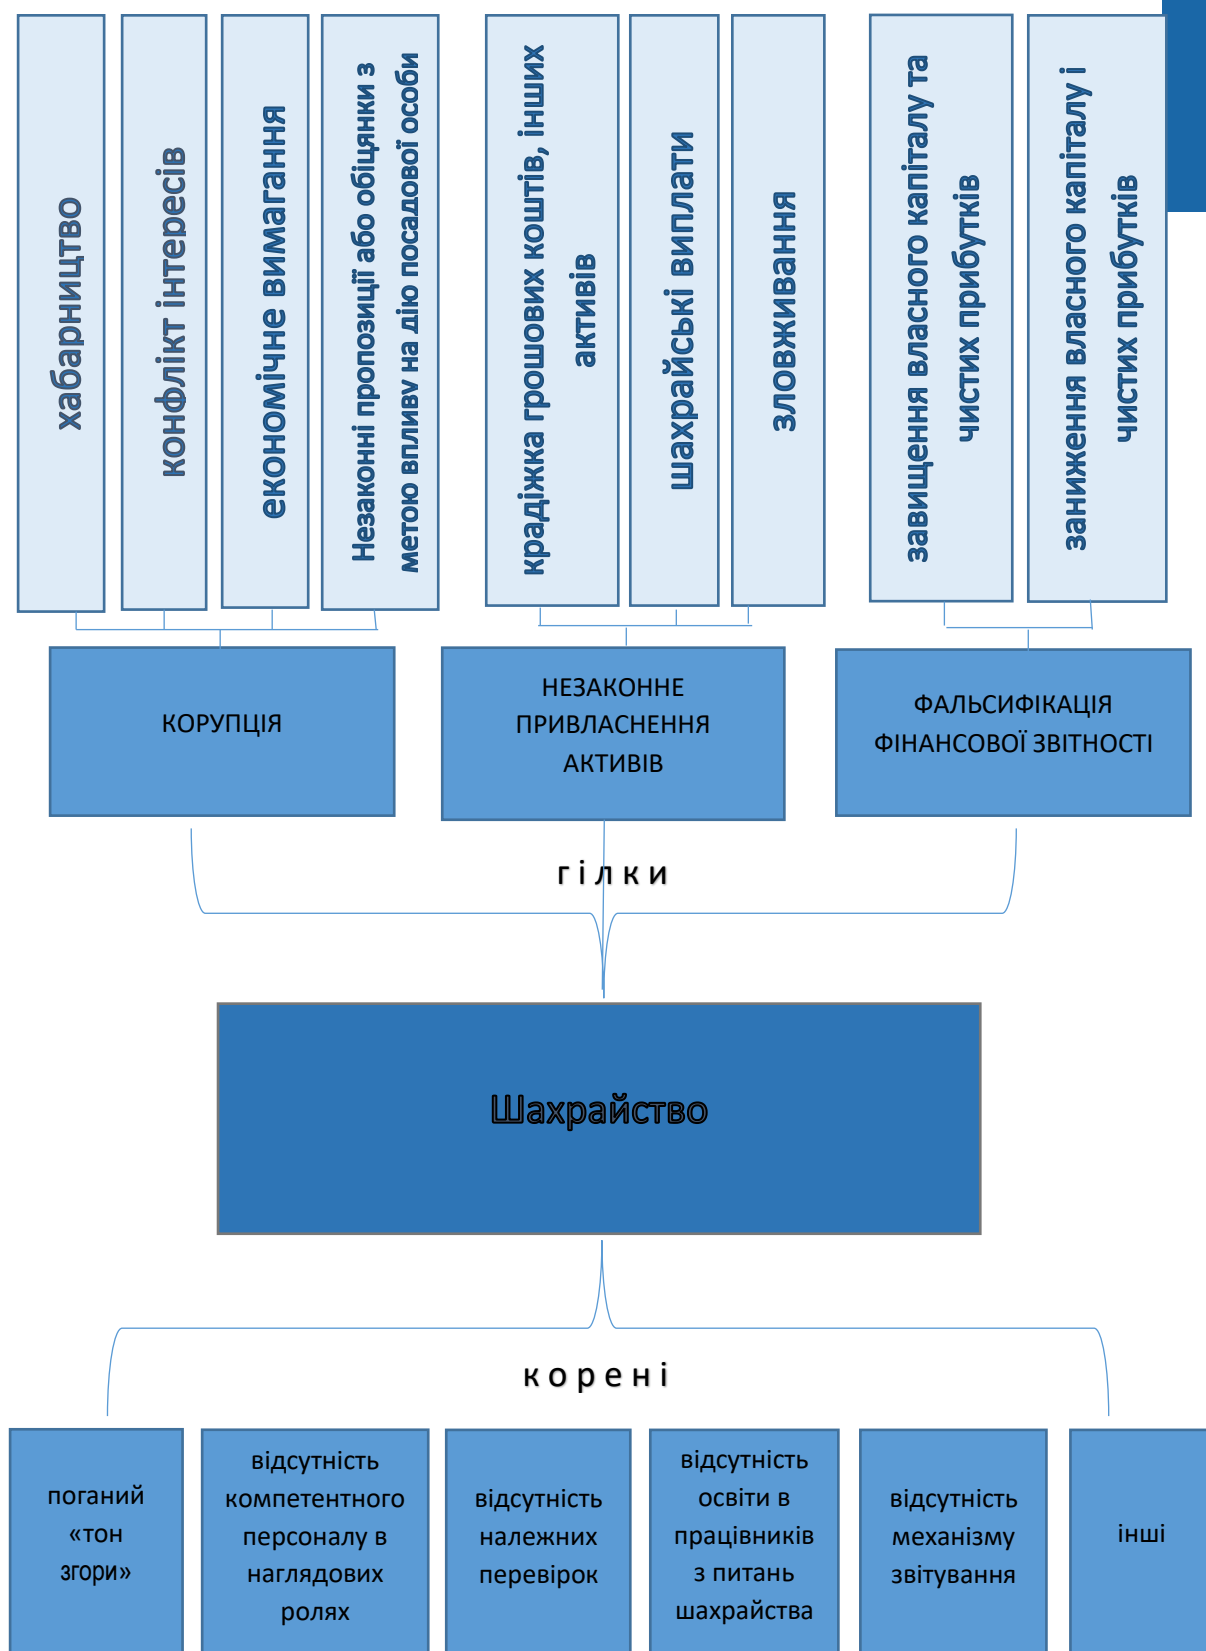 хабарництво
конфлікт інтересів
економічне вимагання
Незаконні пропозиції або обіцянки з
метою впливу на дію посадової особи
крадіжка грошових коштів, інших
активів
шахрайські виплати
зловживання
завищення власного капіталу та
чистих прибутків
заниження власного капіталу і
чистих прибутків
КОРУПЦІЯ
НЕЗАКОННЕ
ПРИВЛАСНЕННЯ
АКТИВІВ
ФАЛЬСИФІКАЦІЯ
ФІНАНСОВОЇ ЗВІТНОСТІ
гілки
Шахрайство
корені
поганий
«тон
згори»
відсутність
компетентного
персоналу в
наглядових
ролях
відсутність
належних
перевірок
відсутність
освіти в
працівників
з питань
шахрайства
відсутність
механізму
звітування
інші